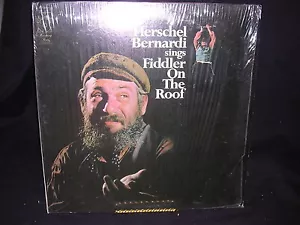 Herschel
Bernardi
sings
Fiddler
On
The
Roof